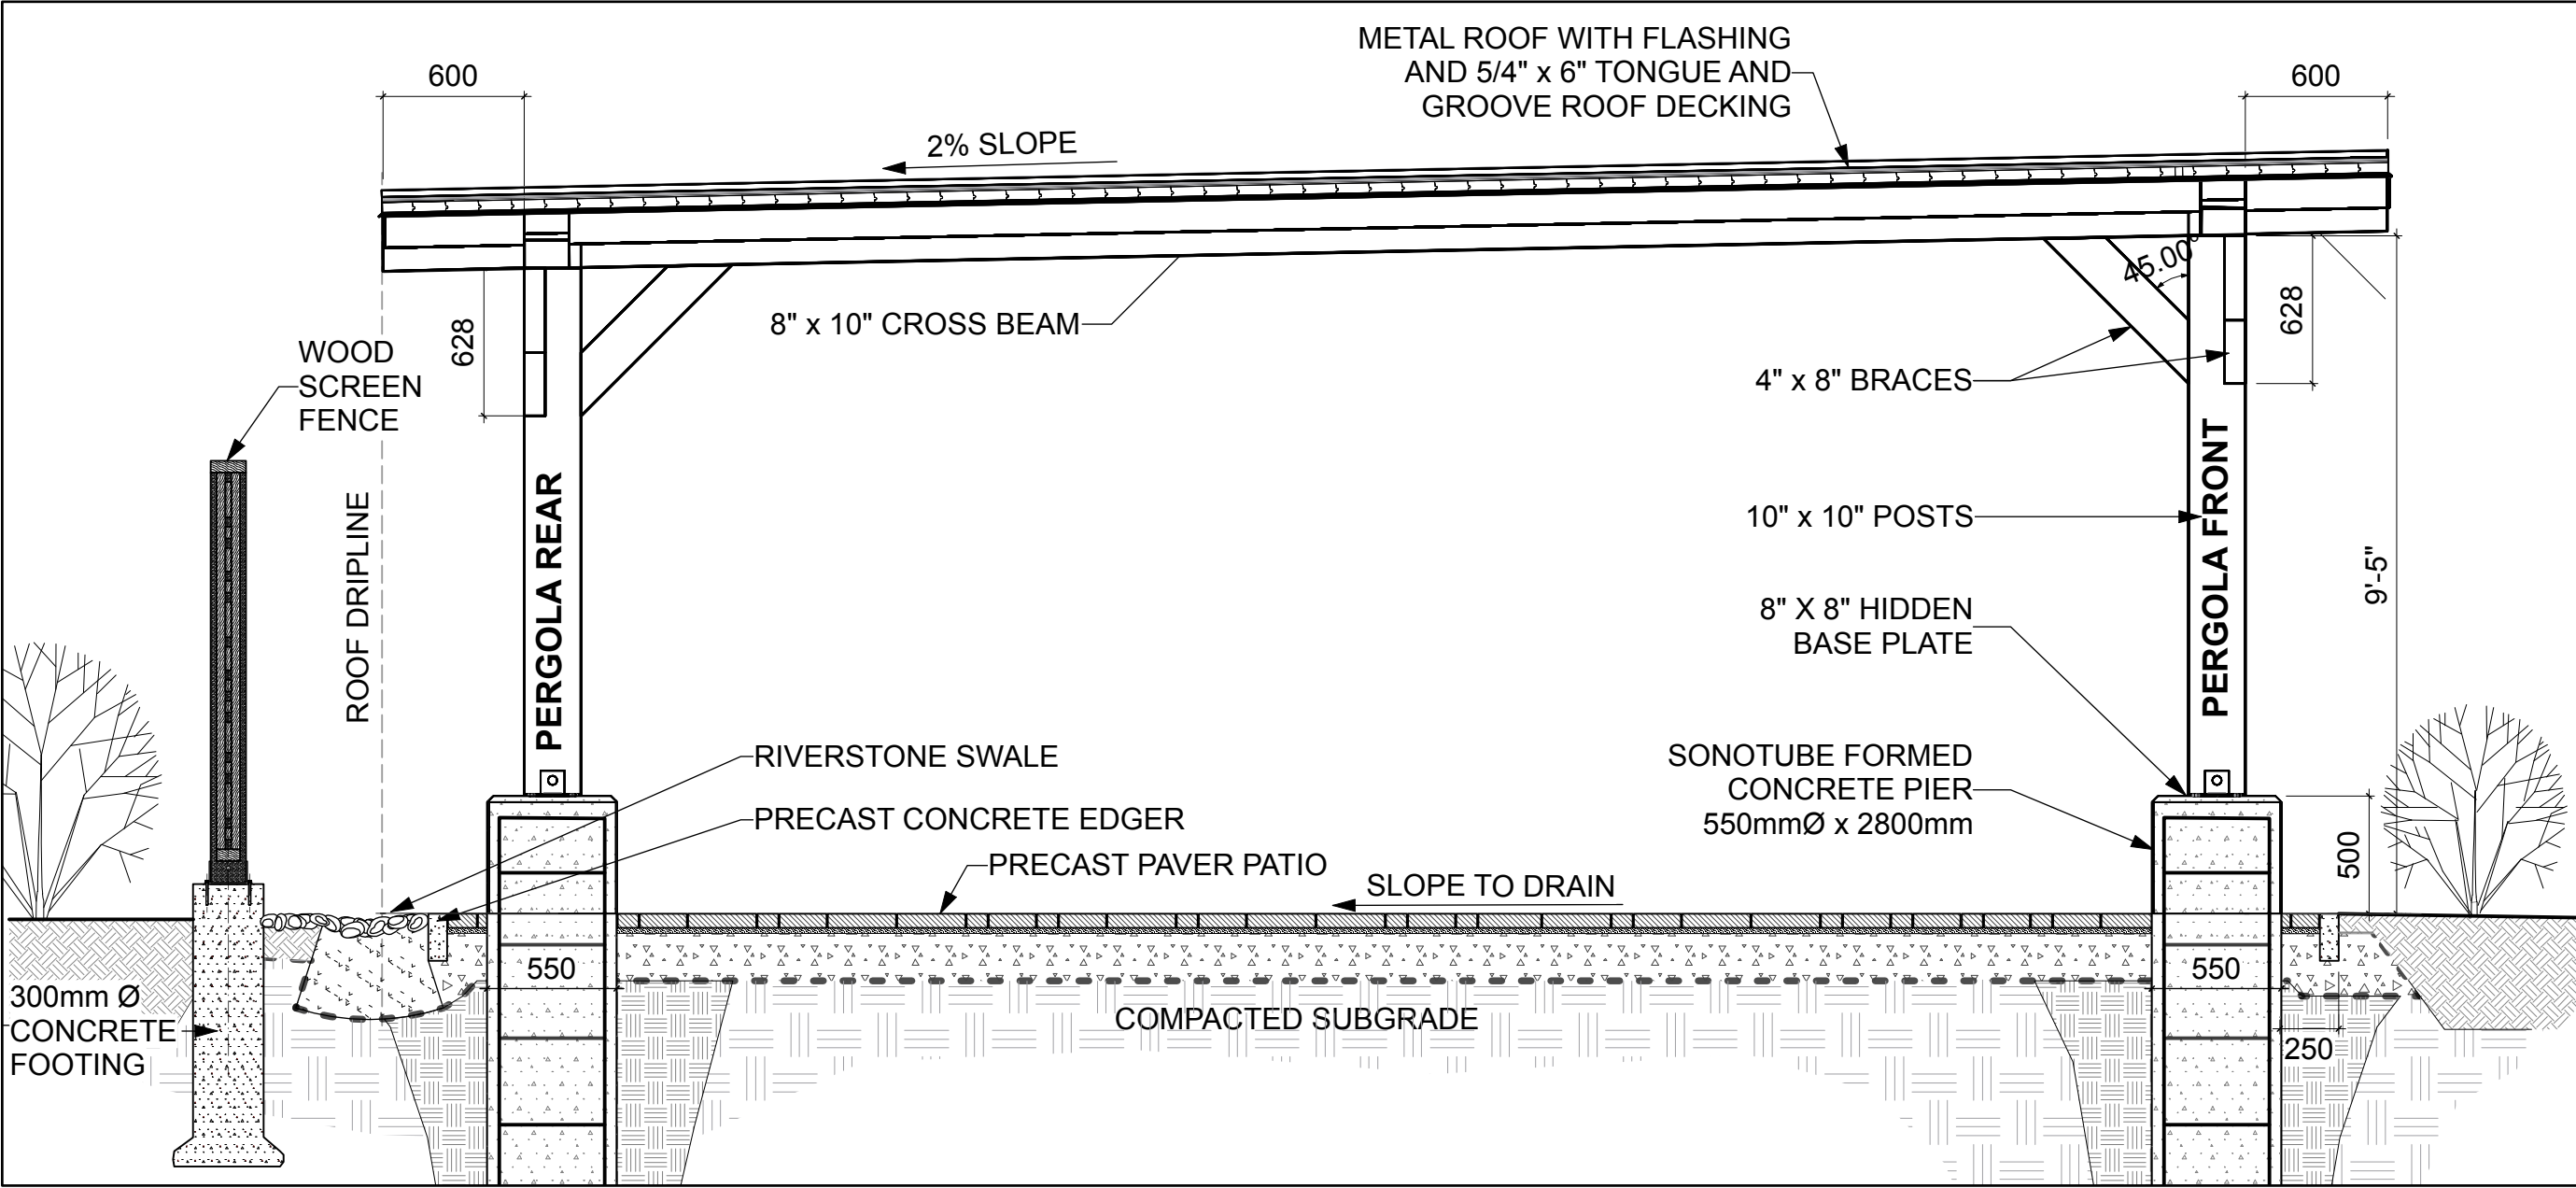 METAL ROOF WITH FLASHING
AND 5/4" x 6" TONGUE AND
GROOVE ROOF DECKING
600
600
2% SLOPE
45.00°
8" x 10" CROSS BEAM
628
628
WOOD
SCREEN
FENCE
4" x 8" BRACES
ROOF DRIPLINE
PERGOLA REAR
10" x 10" POSTS
PERGOLA FRONT
9'-5"
8" X 8" HIDDEN
BASE PLATE
RIVERSTONE SWALE
PRECAST CONCRETE EDGER
PRECAST PAVER PATIO
SONOTUBE FORMED
CONCRETE PIER
550mmØ x 2800mm
SLOPE TO DRAIN
500
550
550
300mm Ø
CONCRETE
FOOTING
COMPACTED SUBGRADE
250